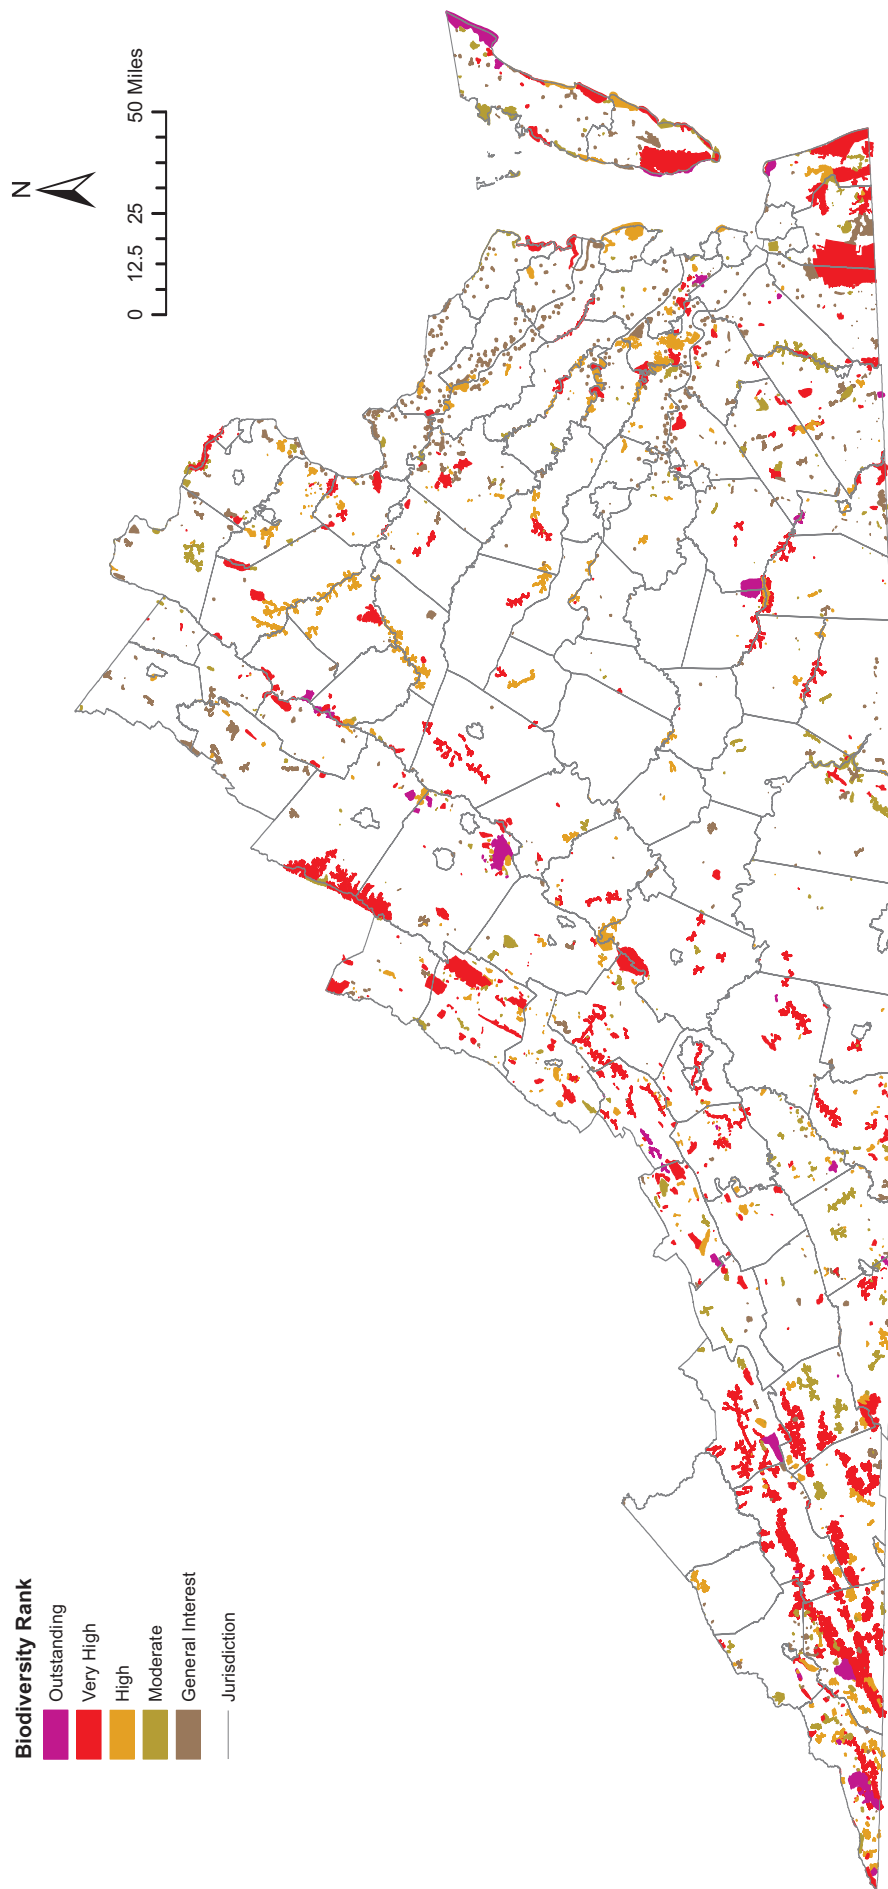 Biodiversity Rank
Outstanding
Very High
High
Moderate
General Interest
Jurisdiction
N
0 12.5 25 50 Miles